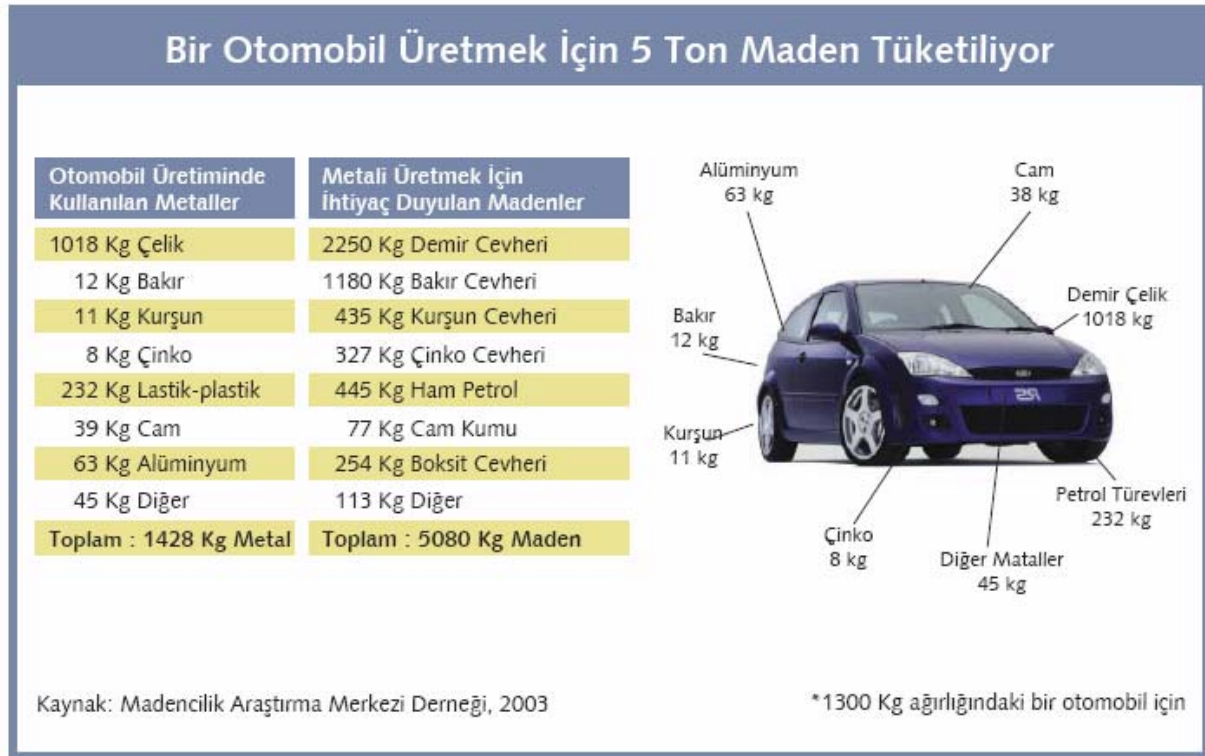 Bir Otomobil Üretmek İçin 5 Ton Maden Tüketiliyor
Otomobil Üretiminde
Kullanılan Metaller
Metali Üretmek İçin
İhtiyaç Duyulan Madenler
1018 Kg Çelik 2250 Kg Demir Cevheri
12 Kg Bakır 1180 Kg Bakır Cevheri
11 Kg Kurşun 435 Kg Kurşun Cevheri
8 Kg Çinko 327 Kg Çinko Cevheri
232 Kg Lastik-plastik 445 Kg Ham Petrol
39 Kg Cam 77 Kg Cam Kumu
63 Kg Alüminyum 254 Kg Boksit Cevheri
45 Kg Diğer 113 Kg Diğer
Toplam : 1428 Kg Metal Toplam : 5080 Kg Maden
Alüminyum
63 kg
Cam
38 kg
Bakır
12 kg
Demir Çelik
1018 kg
Kurşun
11 kg
Petrol Türevleri
232 kg
Çinko
8 kg
Diğer Mataller
45 kg
Kaynak: Madencilik Araştırma Merkezi Derneği, 2003
*1300 Kg ağırlığındaki bir otomobil için